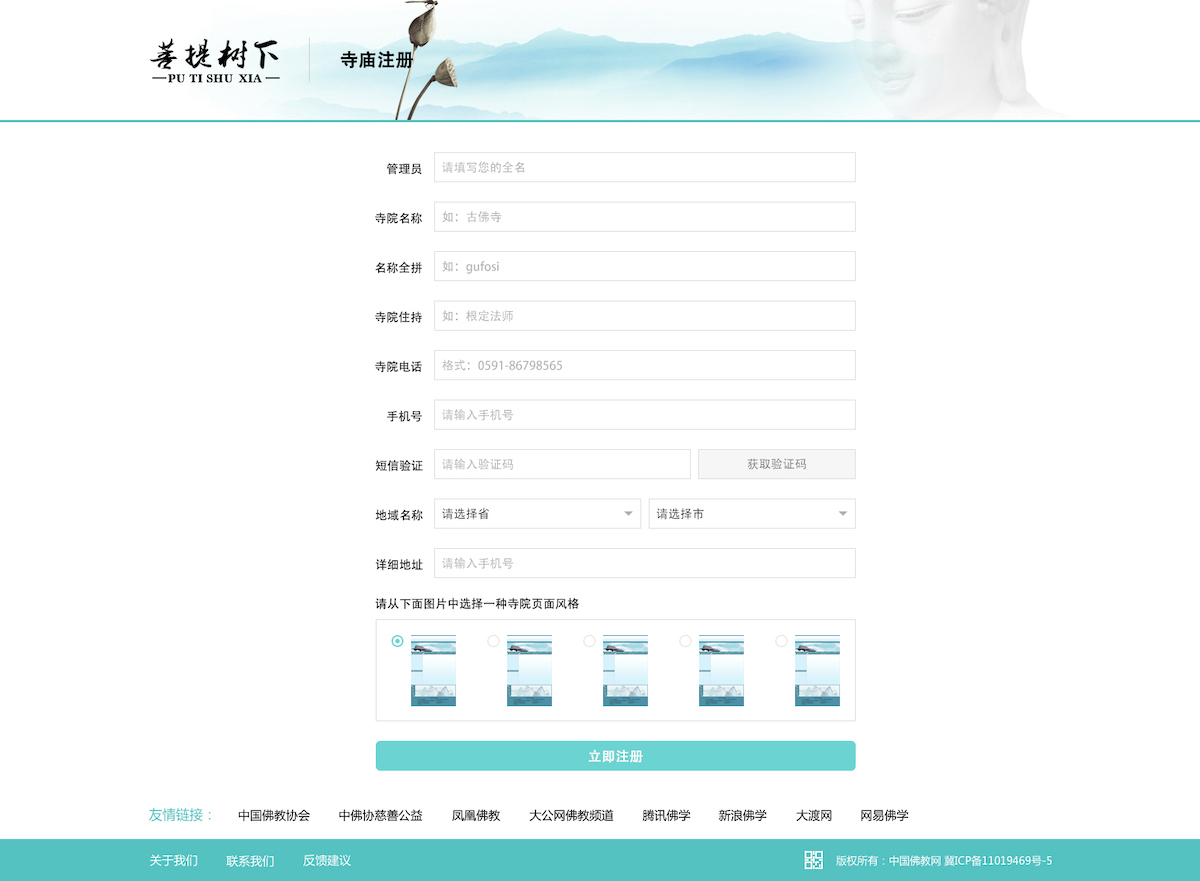 菩提树下
PU TI SHU XIA
寺庙注册
管理员 请填写您的全名
寺院名称 如：古佛寺
名称全拼 如：gufosi
寺院住持 如：根定法师
寺院电话 格式：0591-86798565
手机号 请输入手机号
短信验证 请输入验证码 获取验证码
地域名称 请选择省 请选择市
详细地址 请输入手机号
请从下面图片中选择一种寺院页面风格
立即注册
友情链接： 中国佛教协会 中佛协慈善公益 凤凰佛教 大公网佛教频道 腾讯佛学 新浪佛学 大渡网 网易佛学
关于我们 联系我们 反馈建议 版权所有：中国佛教网 冀ICP备11019469号-5